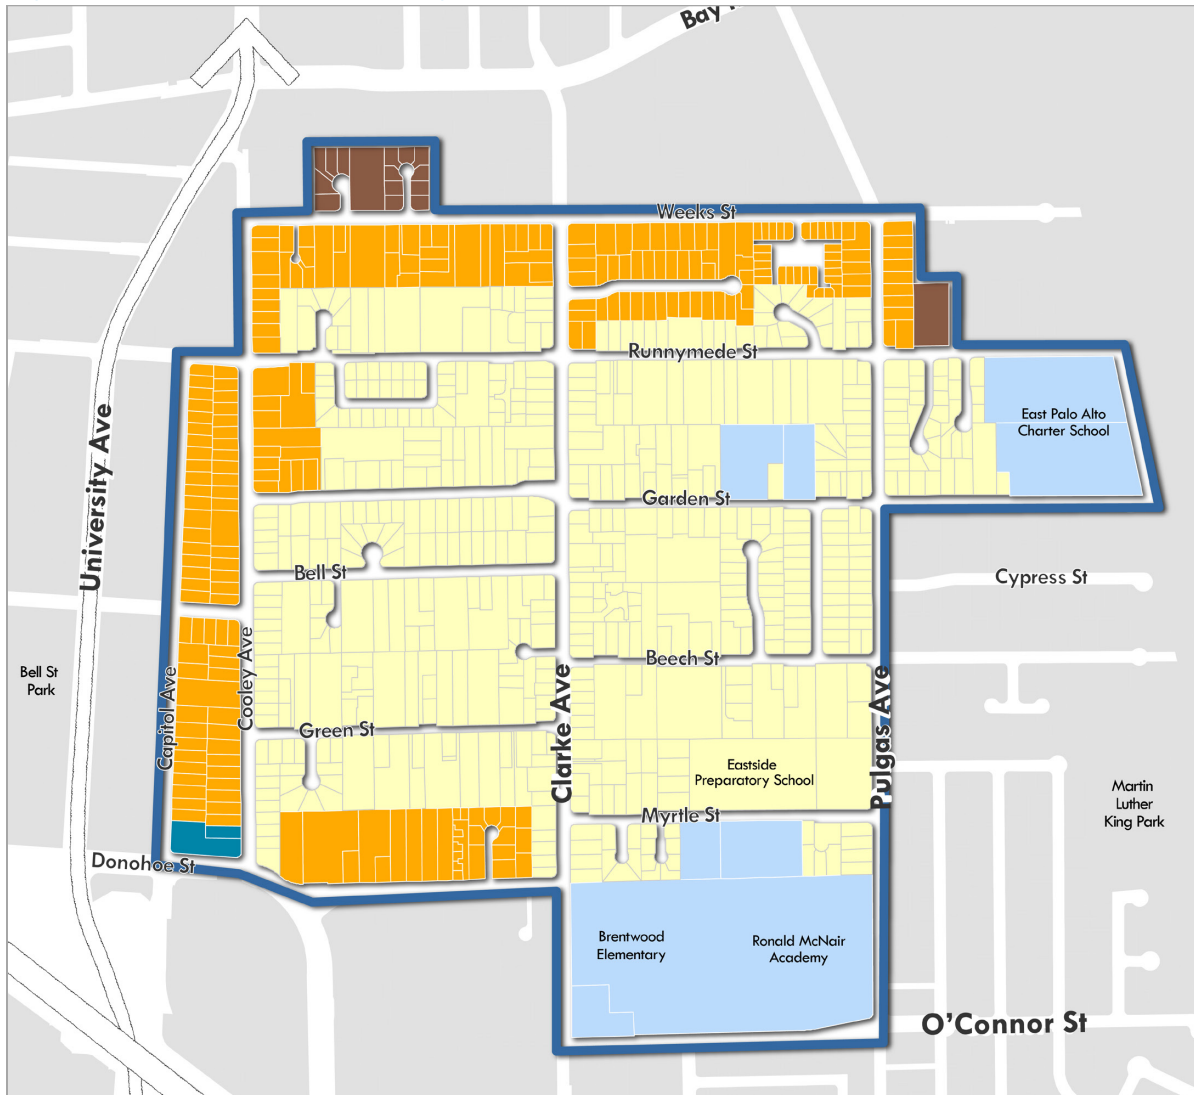 Bay
Weeks St
Runnymede St
East Palo Alto
Charter School
University Ave
Garden St
Bell St
Cypress St
Beech St
Bell St
Park
Capitol Ave
Cooley Ave
Clarke Ave
Pulgas Ave
Green St
Eastside
Preparatory School
Martin
Luther
King Park
Myrtle St
Donohoe St
Brentwood
Elementary
Ronald McNair
Academy
O'Connor St